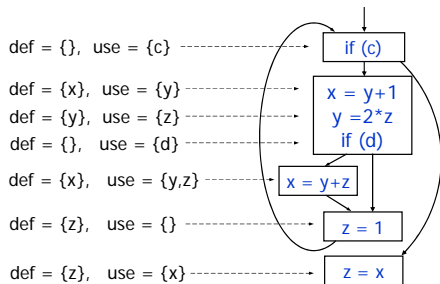 def = {}, use = {c}
if (c)
def = {x}, use = {y}
x = y+1
def = {y}, use = {z}
y =2*z
def = {}, use = {d}
if (d)
def = {x}, use = {y,z}
x = y+z
def = {z}, use = {}
z = 1
def = {z}, use = {x}
z = x